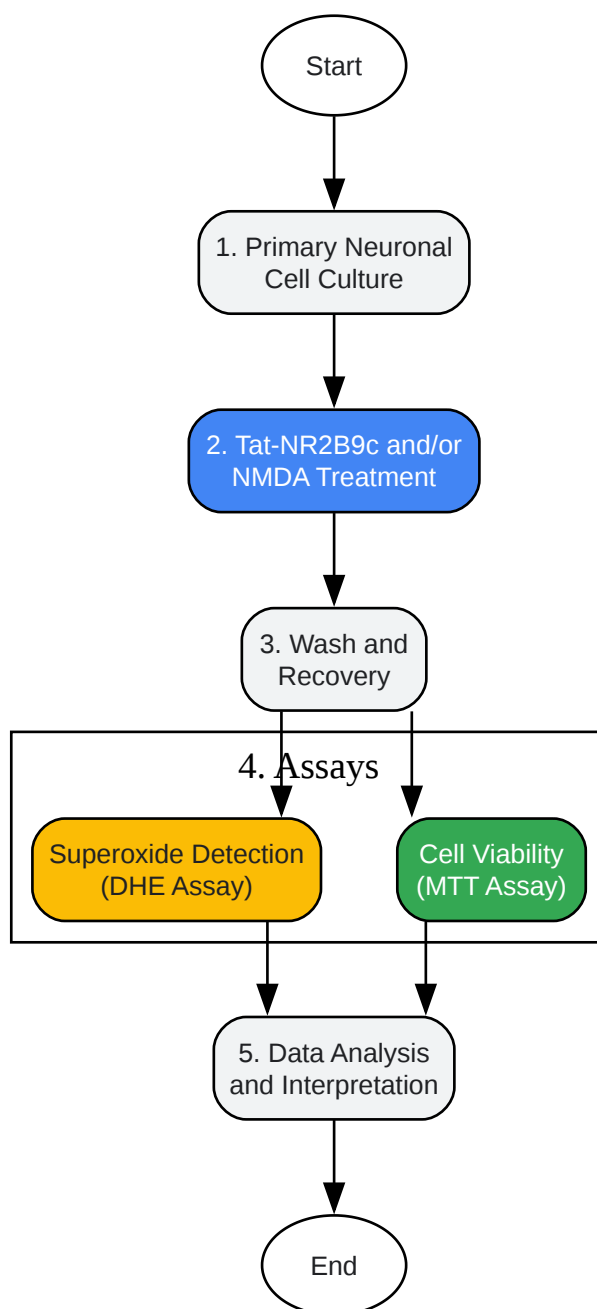 Start
1. Primary Neuronal
Cell Culture
2. Tat-NR2B9c and/or
NMDA Treatment
3. Wash and
Recovery
4. Assays
Superoxide Detection
(DHE Assay)
Cell Viability
(MTT Assay)
5. Data Analysis
and Interpretation
End